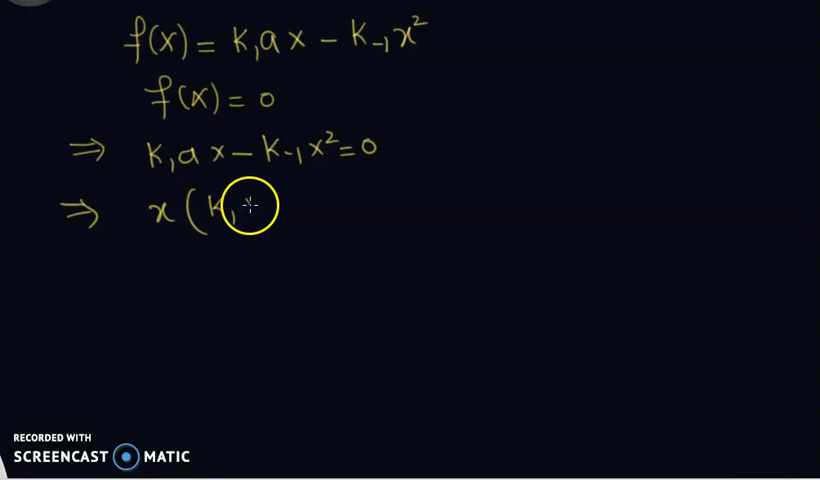 f(x) = K₁ax − K₋₁x²
f(x) = 0
⇒ K₁ax − K₋₁x² = 0
⇒ x(K₁
RECORDED WITH
SCREENCAST MATIC